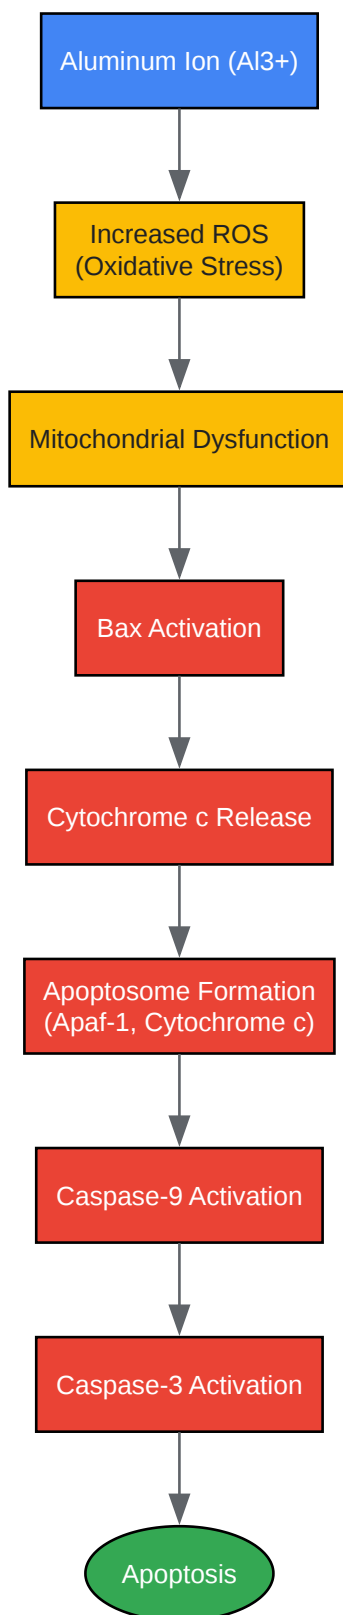 Aluminum Ion (Al3+)
Increased ROS
(Oxidative Stress)
Mitochondrial Dysfunction
Bax Activation
Cytochrome c Release
Apoptosome Formation
(Apaf-1, Cytochrome c)
Caspase-9 Activation
Caspase-3 Activation
Apoptosis